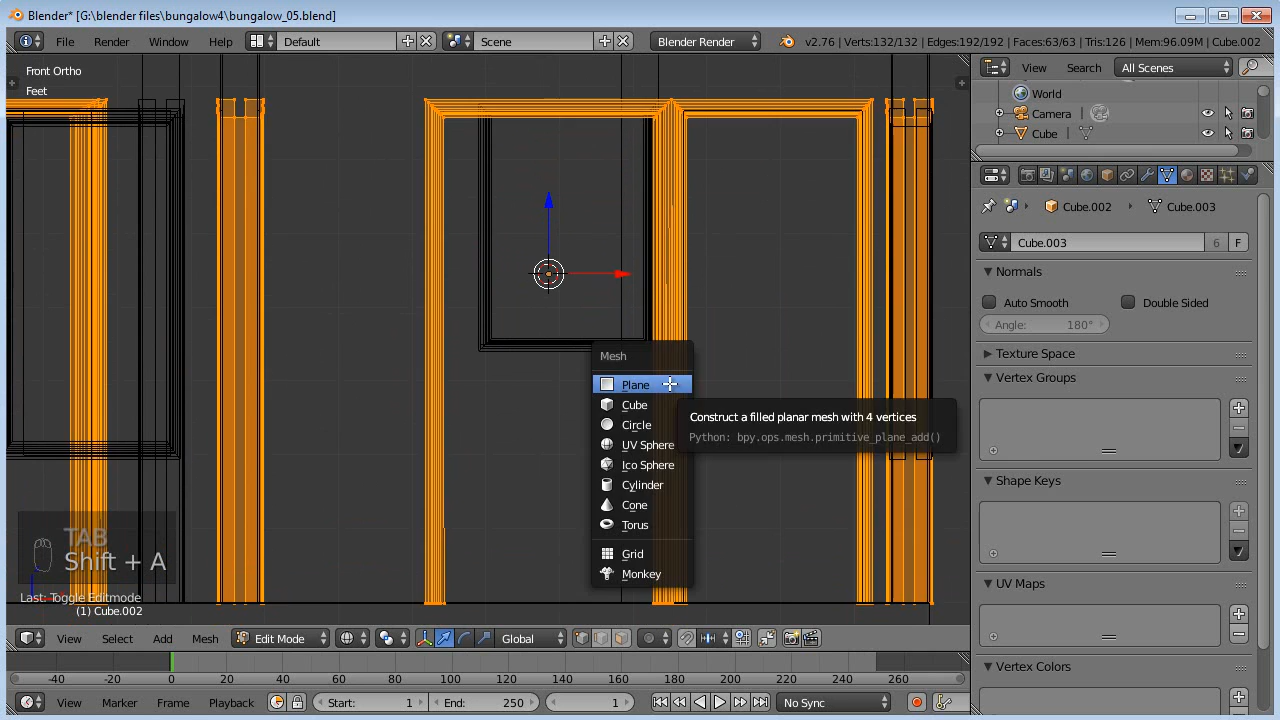 Blender* [G:\blender files\bungalow4\bungalow_05.blend]
File Render Window Help Default Scene Blender Render v2.76 | Verts:132/132 | Edges:192/192 | Faces:63/63 | Tris:126 | Mem:96.09M | Cube.002
Front Ortho
Feet
View Search All Scenes
World
Camera
Cube
Cube.002 Cube.003
Cube.003 6 F
Normals
Auto Smooth Double Sided
Angle: 180°
Texture Space
Vertex Groups
Shape Keys
UV Maps
Vertex Colors
Mesh
Plane
Cube
Circle
UV Sphere
Ico Sphere
Cylinder
Cone
Torus
Grid
Monkey
Construct a filled planar mesh with 4 vertices
Python: bpy.ops.mesh.primitive_plane_add()
TAB
Shift + A
Last: Toggle Editmode
(1) Cube.002
View Select Add Mesh Edit Mode Global
-40 -20 0 20 40 60 80 100 120 140 160 180 200 220 240 260
View Marker Frame Playback Start: 1 End: 250 1 No Sync